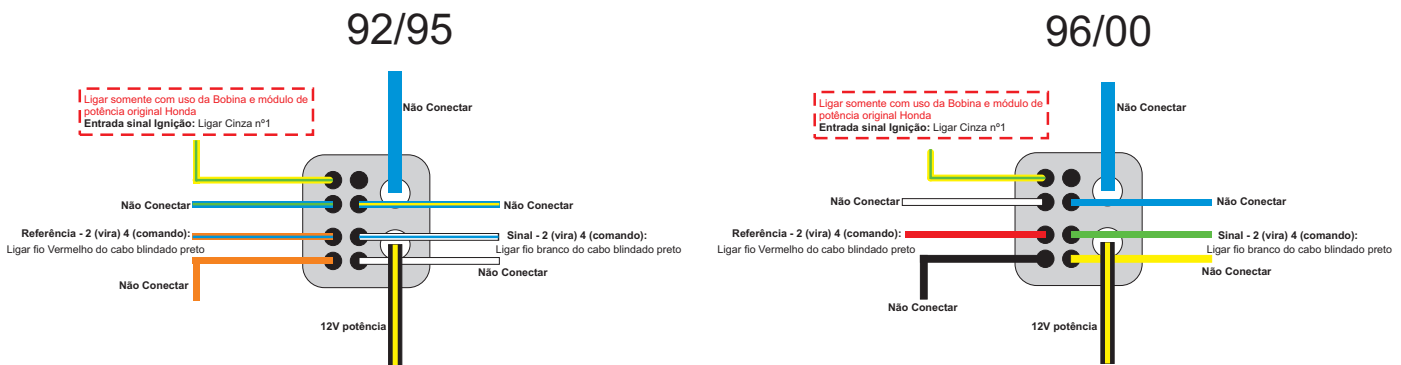 92/95
Ligar somente com uso da Bobina e módulo de
potência original Honda
Entrada sinal Ignição: Ligar Cinza nº1
Não Conectar
Não Conectar
Não Conectar
Referência - 2 (vira) 4 (comando):
Ligar fio Vermelho do cabo blindado preto
Sinal - 2 (vira) 4 (comando):
Ligar fio branco do cabo blindado preto
Não Conectar
Não Conectar
12V potência
96/00
Ligar somente com uso da Bobina e módulo de
potência original Honda
Entrada sinal Ignição: Ligar Cinza nº1
Não Conectar
Não Conectar
Não Conectar
Referência - 2 (vira) 4 (comando):
Ligar fio Vermelho do cabo blindado preto
Sinal - 2 (vira) 4 (comando):
Ligar fio branco do cabo blindado preto
Não Conectar
Não Conectar
12V potência